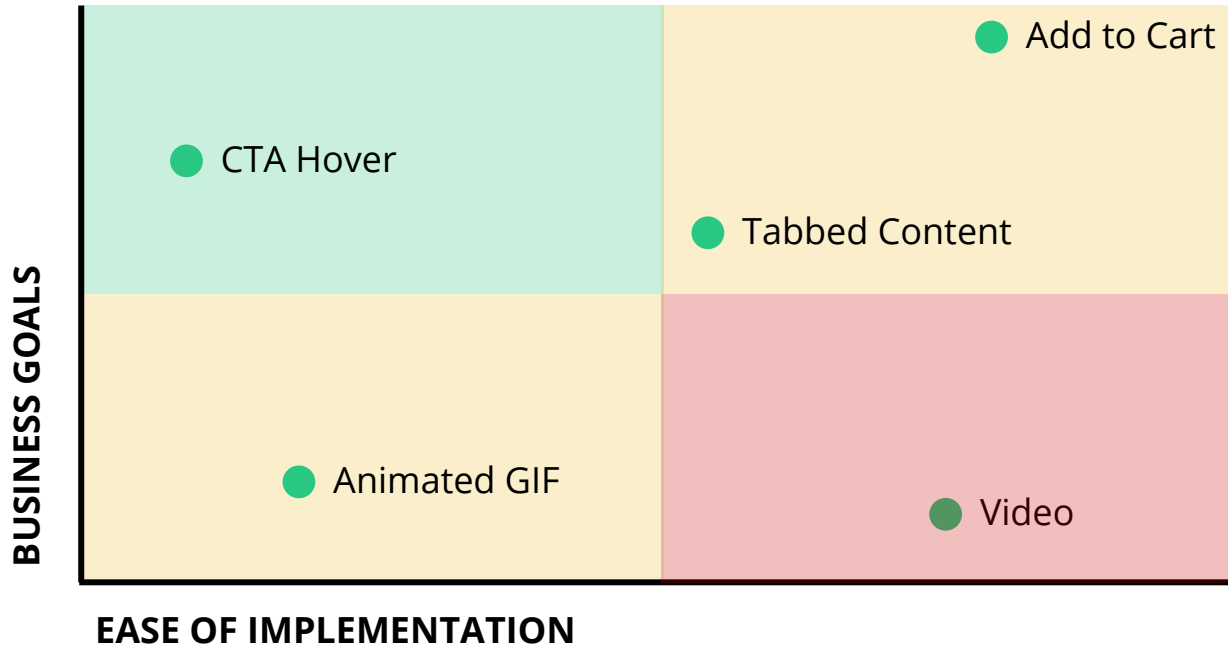 Add to Cart
CTA Hover
Tabbed Content
BUSINESS GOALS
Animated GIF
Video
EASE OF IMPLEMENTATION